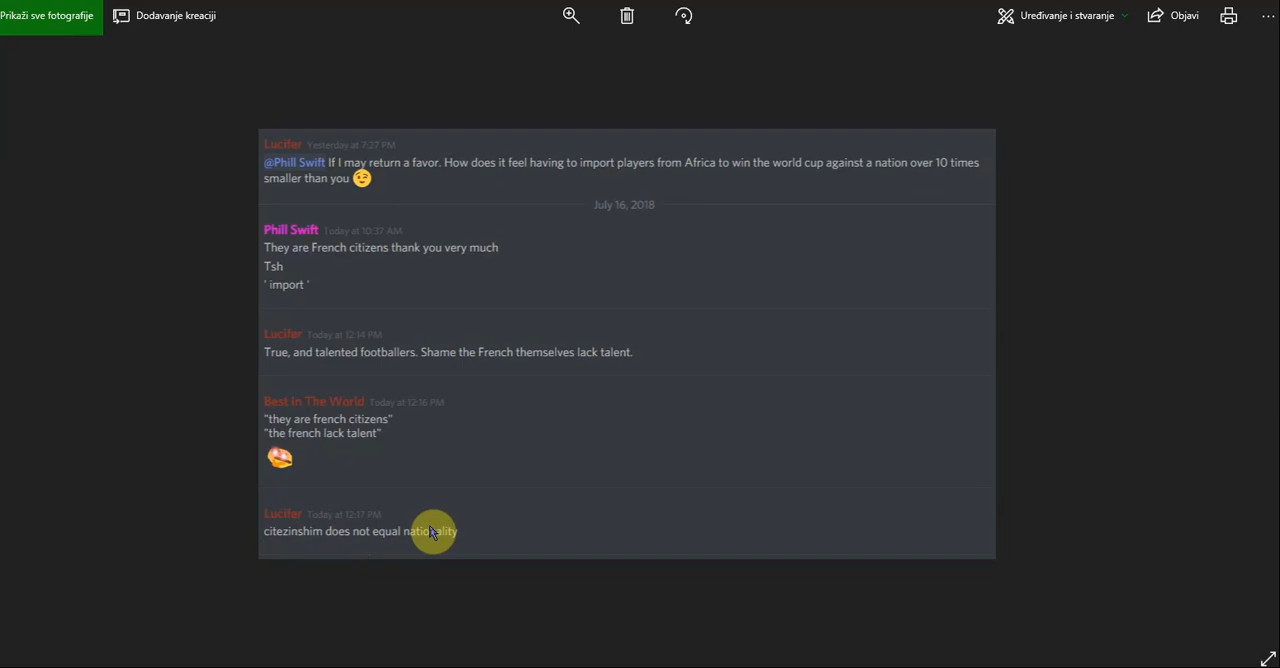 Prikaži sve fotografije
Dodavanje kreaciji
Uređivanje i stvaranje
Objavi
Lucifer Yesterday at 7:27 PM
@Phill Swift If I may return a favor. How does it feel having to import players from Africa to win the world cup against a nation over 10 times
smaller than you
July 16, 2018
Phill Swift Today at 10:37 AM
They are French citizens thank you very much
Tsh
' import '
Lucifer Today at 12:14 PM
True, and talented footballers. Shame the French themselves lack talent.
Best In The World Today at 12:16 PM
"they are french citizens"
"the french lack talent"
Lucifer Today at 12:17 PM
citezinshim does not equal nationality